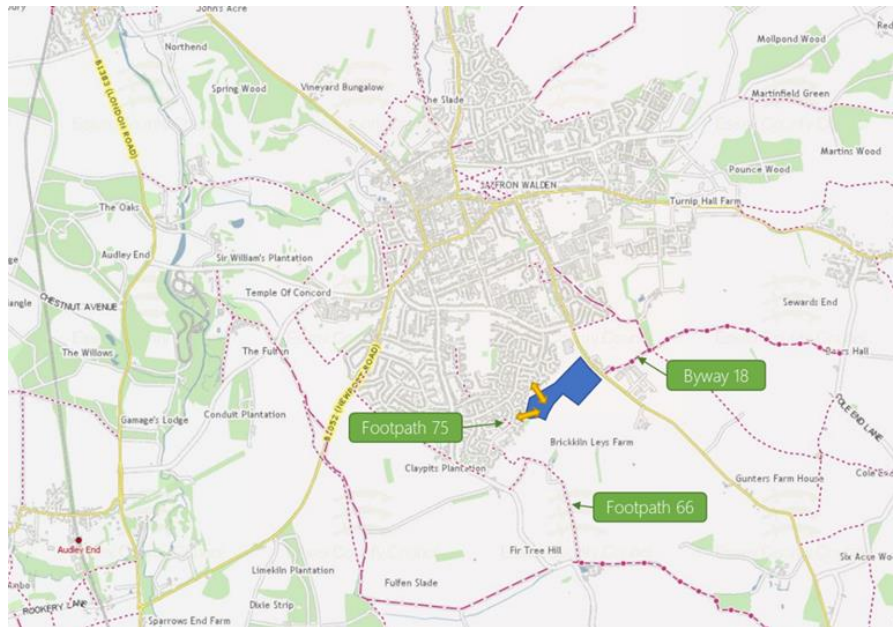 John's Acre
Red
Northend
Mollpond Wood
Spring Wood
Vineyard Bungalow
Martinfield Green
The Slade
B1383 (LONDON ROAD)
Martins Wood
Pounce Wood
SAFFRON WALDEN
Turnip Hall Farm
The Oaks
Audley End
Sir William's Plantation
Temple Of Concord
CHESTNUT AVENUE
Sewards End
The Willows
The Fulfin
Byway 18
B1052 (NEWPORT ROAD)
Gamage's Lodge
Conduit Plantation
Footpath 75
COLE END LANE
Brickkiln Leys Farm
Claypits Plantation
Gunters Farm House
Cole End
Footpath 66
Audley End
Fir Tree Hill
Six Acre Wo
Limekiln Plantation
Fulfen Slade
ROOKERY LANE
Dixie Strip
Sparrows End Farm